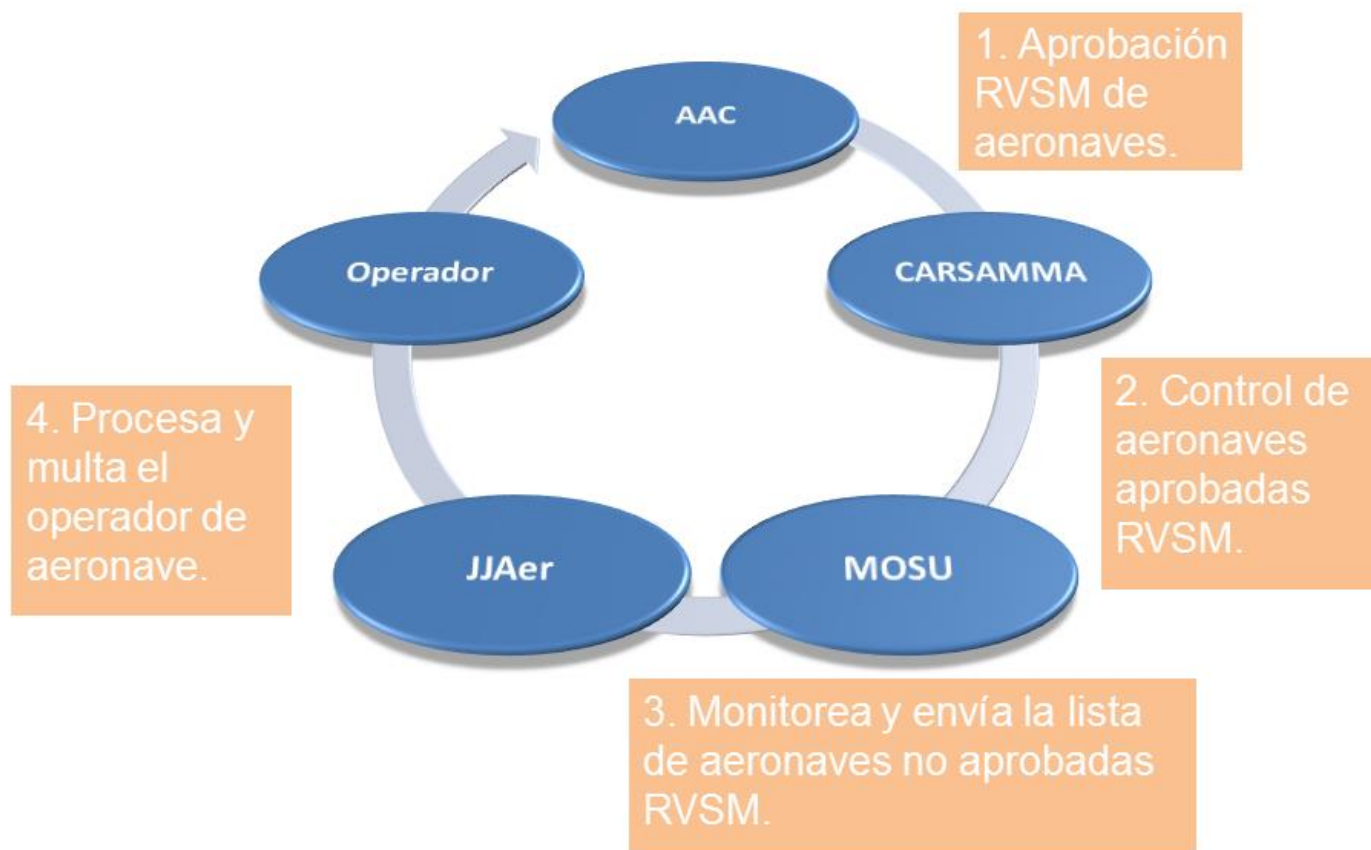 AAC
1. Aprobación
RVSM de
aeronaves.
CARSAMMA
2. Control de
aeronaves
aprobadas
RVSM.
MOSU
3. Monitorea y envía la lista
de aeronaves no aprobadas
RVSM.
JJAer
4. Procesa y
multa el
operador de
aeronave.
Operador